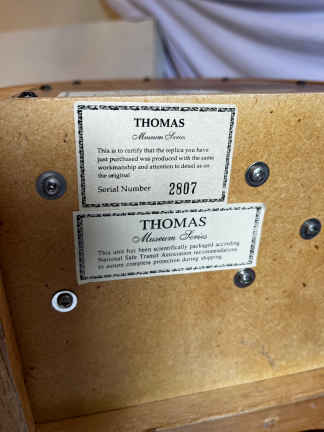 THOMAS
Museum Series
This is to certify that the replica you have
just purchased was produced with the same
workmanship and attention to detail as on
the original
Serial Number 2807
THOMAS
Museum Series
This unit has been scientifically packaged according
National Safe Transit Association recommendations
to assure complete protection during shipping.